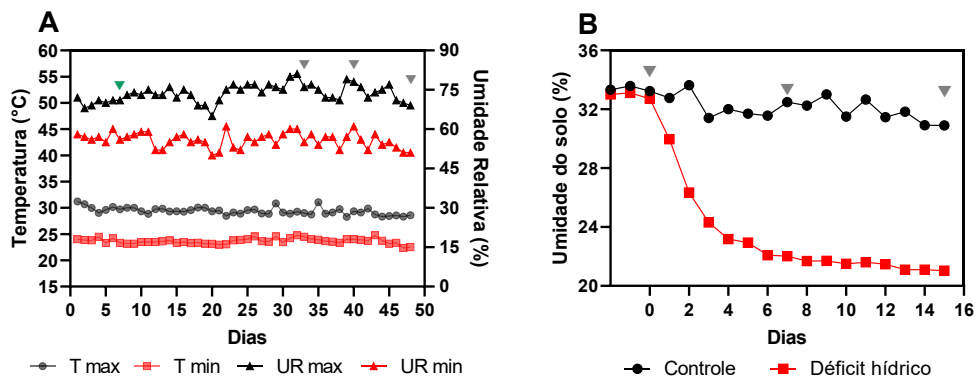 A
Temperatura (°C)
60
55
50
45
40
35
30
25
20
15
90
75
60
45
30
15
0
Umidade Relativa (%)
0 5 10 15 20 25 30 35 40 45 50
Dias
T max T min UR max UR min
B
Umidade do solo (%)
36
32
28
24
20
0 2 4 6 8 10 12 14 16
Dias
Controle Déficit hídrico